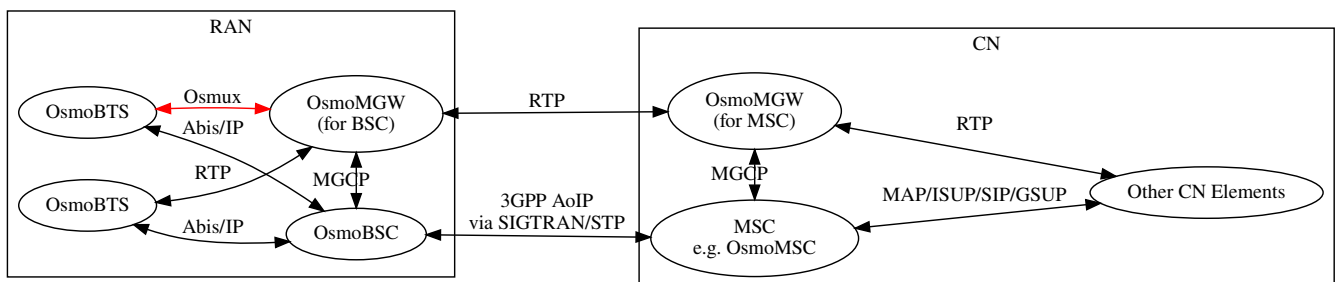 RAN
CN
OsmoBTS
Osmux
OsmoMGW
(for BSC)
RTP
OsmoMGW
(for MSC)
RTP
Abis/IP
RTP
MGCP
MGCP
OsmoBTS
Abis/IP
OsmoBSC
3GPP AoIP
via SIGTRAN/STP
MSC
e.g. OsmoMSC
MAP/ISUP/SIP/GSUP
Other CN Elements